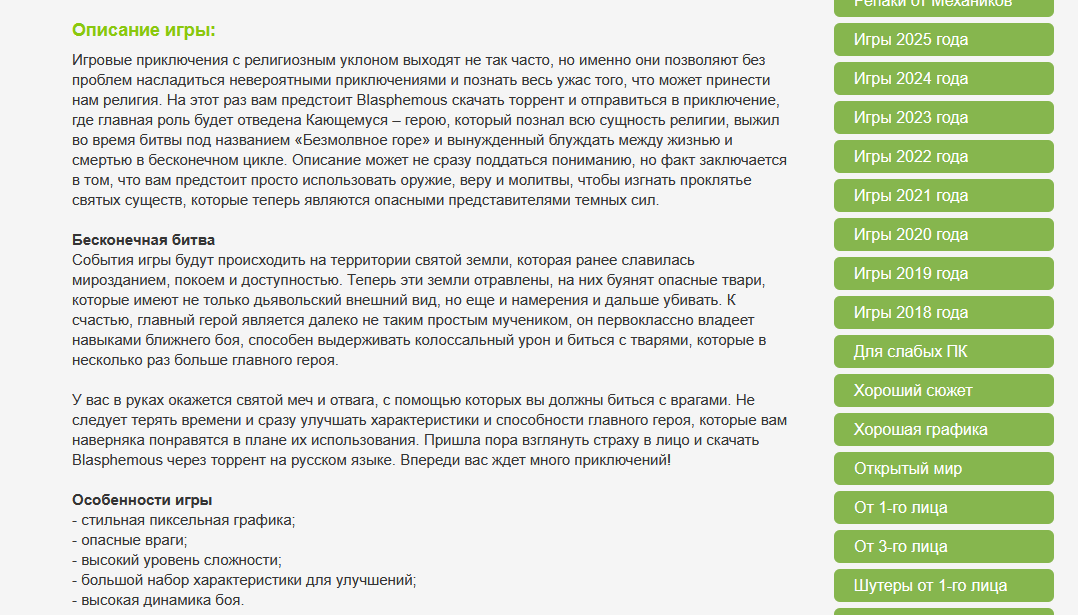 Описание игры:
Игровые приключения с религиозным уклоном выходят не так часто, но именно они позволяют без
проблем насладиться невероятными приключениями и познать весь ужас того, что может принести
нам религия. На этот раз вам предстоит Blasphemous скачать торрент и отправиться в приключение,
где главная роль будет отведена Кающемуся – герою, который познал всю сущность религии, выжил
во время битвы под названием «Безмолвное горе» и вынужденный блуждать между жизнью и
смертью в бесконечном цикле. Описание может не сразу поддаться пониманию, но факт заключается
в том, что вам предстоит просто использовать оружие, веру и молитвы, чтобы изгнать проклятье
святых существ, которые теперь являются опасными представителями темных сил.
Бесконечная битва
События игры будут происходить на территории святой земли, которая ранее славилась
мирозданием, покоем и доступностью. Теперь эти земли отравлены, на них буянят опасные твари,
которые имеют не только дьявольский внешний вид, но еще и намерения и дальше убивать. К
счастью, главный герой является далеко не таким простым мучеником, он первоклассно владеет
навыками ближнего боя, способен выдерживать колоссальный урон и биться с тварями, которые в
несколько раз больше главного героя.
У вас в руках окажется святой меч и отвага, с помощью которых вы должны биться с врагами. Не
следует терять времени и сразу улучшать характеристики и способности главного героя, которые вам
наверняка понравятся в плане их использования. Пришла пора взглянуть страху в лицо и скачать
Blasphemous через торрент на русском языке. Впереди вас ждет много приключений!
Особенности игры
- стильная пиксельная графика;
- опасные враги;
- высокий уровень сложности;
- большой набор характеристики для улучшений;
- высокая динамика боя.
Репаки от Механиков
Игры 2025 года
Игры 2024 года
Игры 2023 года
Игры 2022 года
Игры 2021 года
Игры 2020 года
Игры 2019 года
Игры 2018 года
Для слабых ПК
Хороший сюжет
Хорошая графика
Открытый мир
От 1-го лица
От 3-го лица
Шутеры от 1-го лица